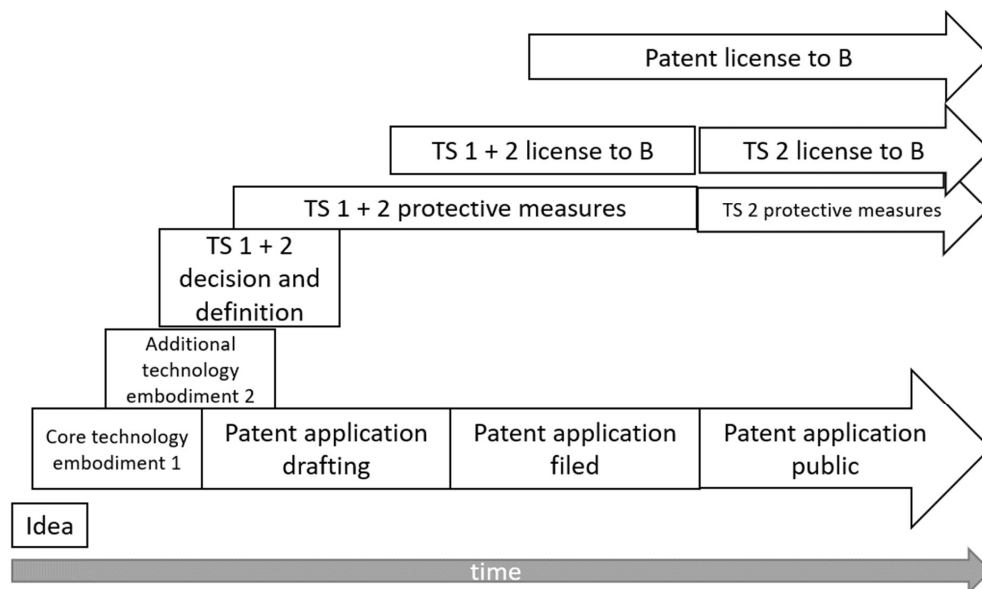 Patent license to B
TS 1 + 2 license to B
TS 2 license to B
TS 1 + 2 protective measures
TS 2 protective measures
TS 1 + 2
decision and
definition
Additional
technology
embodiment 2
Core technology
embodiment 1
Patent application
drafting
Patent application
filed
Patent application
public
Idea
time